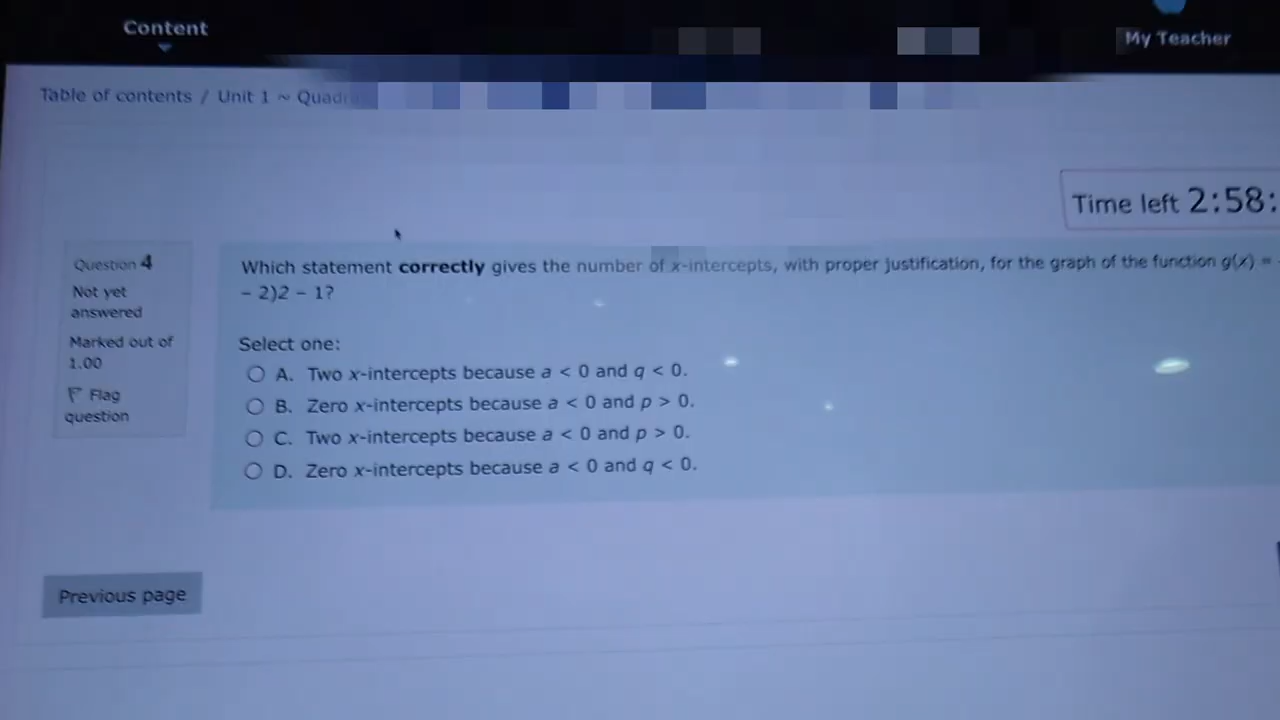 Content
My Teacher
Table of contents / Unit 1 ~
Time left 2:58:
Question 4
Not yet
answered
Marked out of
1.00
Flag
question
Which statement correctly gives the number of x-intercepts, with proper justification, for the graph of the function g(x) =
- 2)2 - 1?
Select one:
A. Two x-intercepts because a < 0 and q < 0.
B. Zero x-intercepts because a < 0 and p > 0.
C. Two x-intercepts because a < 0 and p > 0.
D. Zero x-intercepts because a < 0 and q < 0.
Previous page